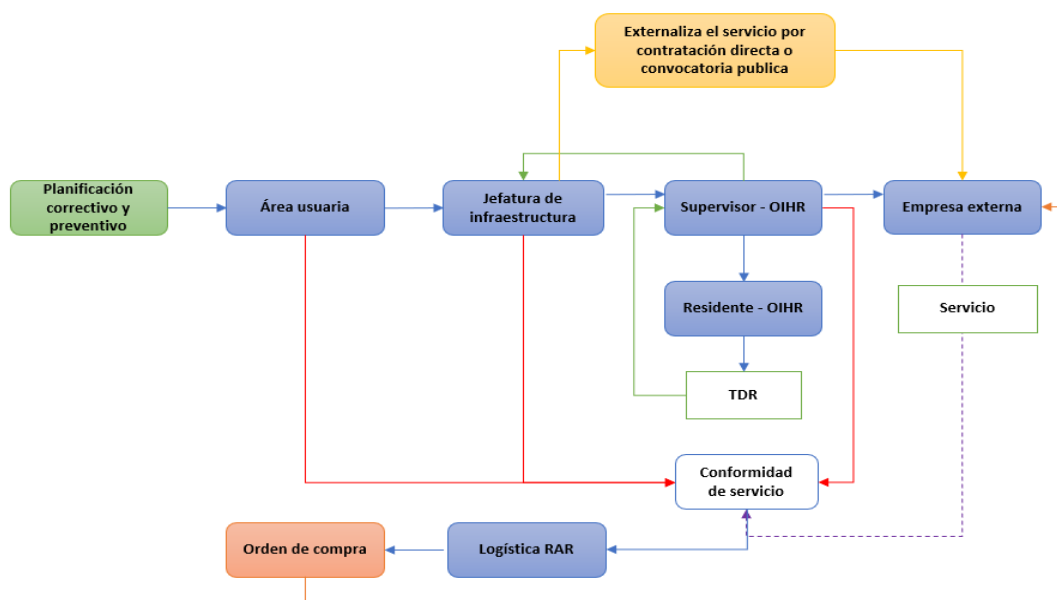 Externaliza el servicio por
contratación directa o
convocatoria publica
Planificación
correctivo y
preventivo
Área usuaria
Jefatura de
infraestructura
Supervisor - OIHR
Empresa externa
Residente - OIHR
Servicio
TDR
Conformidad
de servicio
Orden de compra
Logística RAR